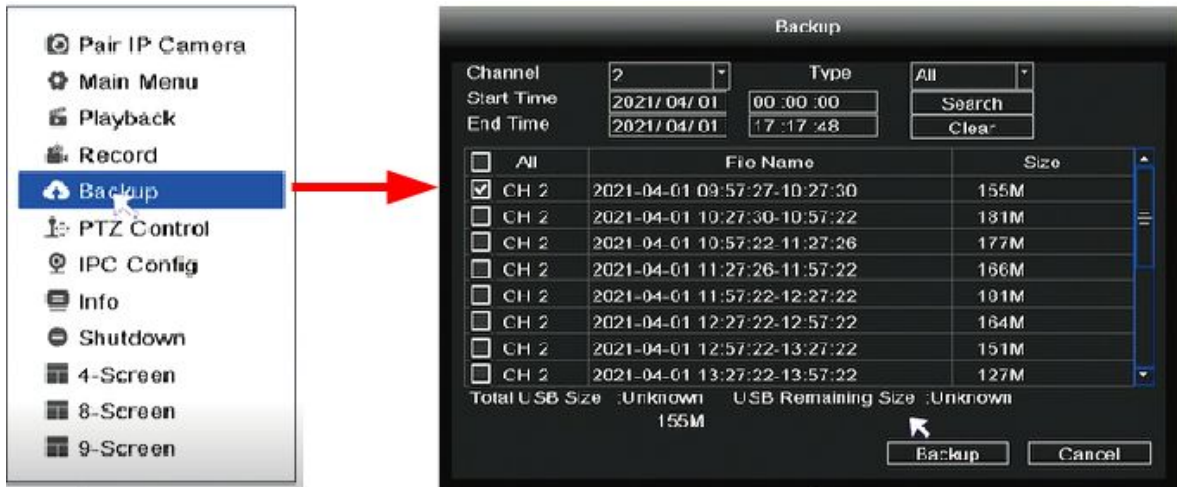 Pair IP Camera
Main Menu
Playback
Record
Backup
PTZ Control
IPC Config
Info
Shutdown
4-Screen
8-Screen
9-Screen
Backup
Channel 2 Type All
Start Time 2021/04/01 00:00:00 Search
End Time 2021/04/01 17:17:48 Clear
All File Name Size
CH 2 2021-04-01 09:57:27-10:27:30 155M
CH 2 2021-04-01 10:27:30-10:57:22 181M
CH 2 2021-04-01 10:57:22-11:27:26 177M
CH 2 2021-04-01 11:27:26-11:57:22 166M
CH 2 2021-04-01 11:57:22-12:27:22
CH 2 2021-04-01 12:27:22-12:57:22 164M
CH 2 2021-04-01 12:57:22-13:27:22 151M
CH 2 2021-04-01 13:27:22-13:57:22 127M
Total USB Size :Unknown USB Remaining Size :Unknown
155M
Backup Cancel